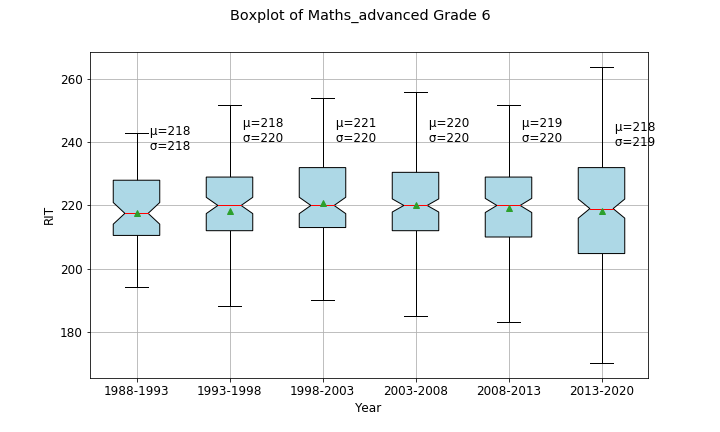 Boxplot of Maths_advanced Grade 6
260
240
220
200
180
RIT
μ=218
σ=218
μ=218
σ=220
μ=221
σ=220
μ=220
σ=220
μ=219
σ=220
μ=218
σ=219
1988-1993
1993-1998
1998-2003
2003-2008
2008-2013
2013-2020
Year